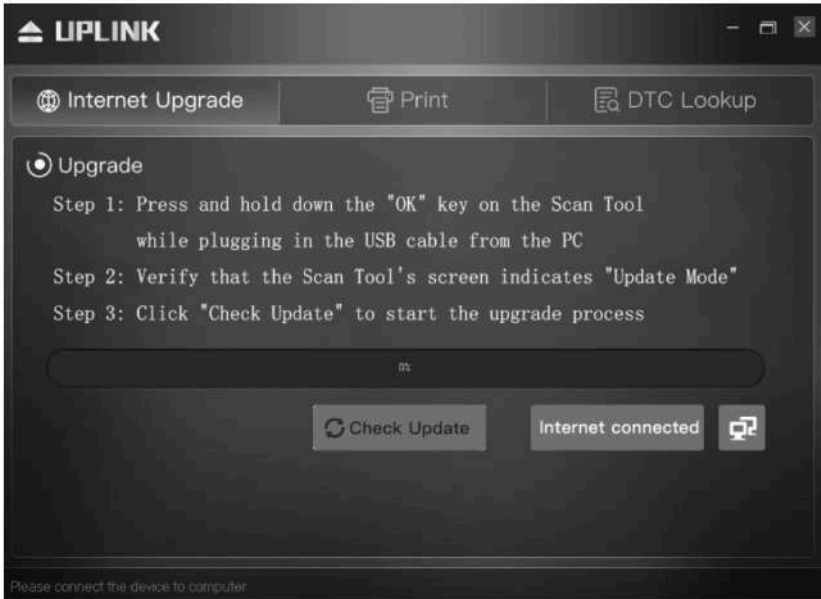 UPLINK
Internet Upgrade
Print
DTC Lookup
Upgrade
Step 1: Press and hold down the "OK" key on the Scan Tool
while plugging in the USB cable from the PC
Step 2: Verify that the Scan Tool's screen indicates "Update Mode"
Step 3: Click "Check Update" to start the upgrade process
0%
Check Update
Internet connected
Please connect the device to computer